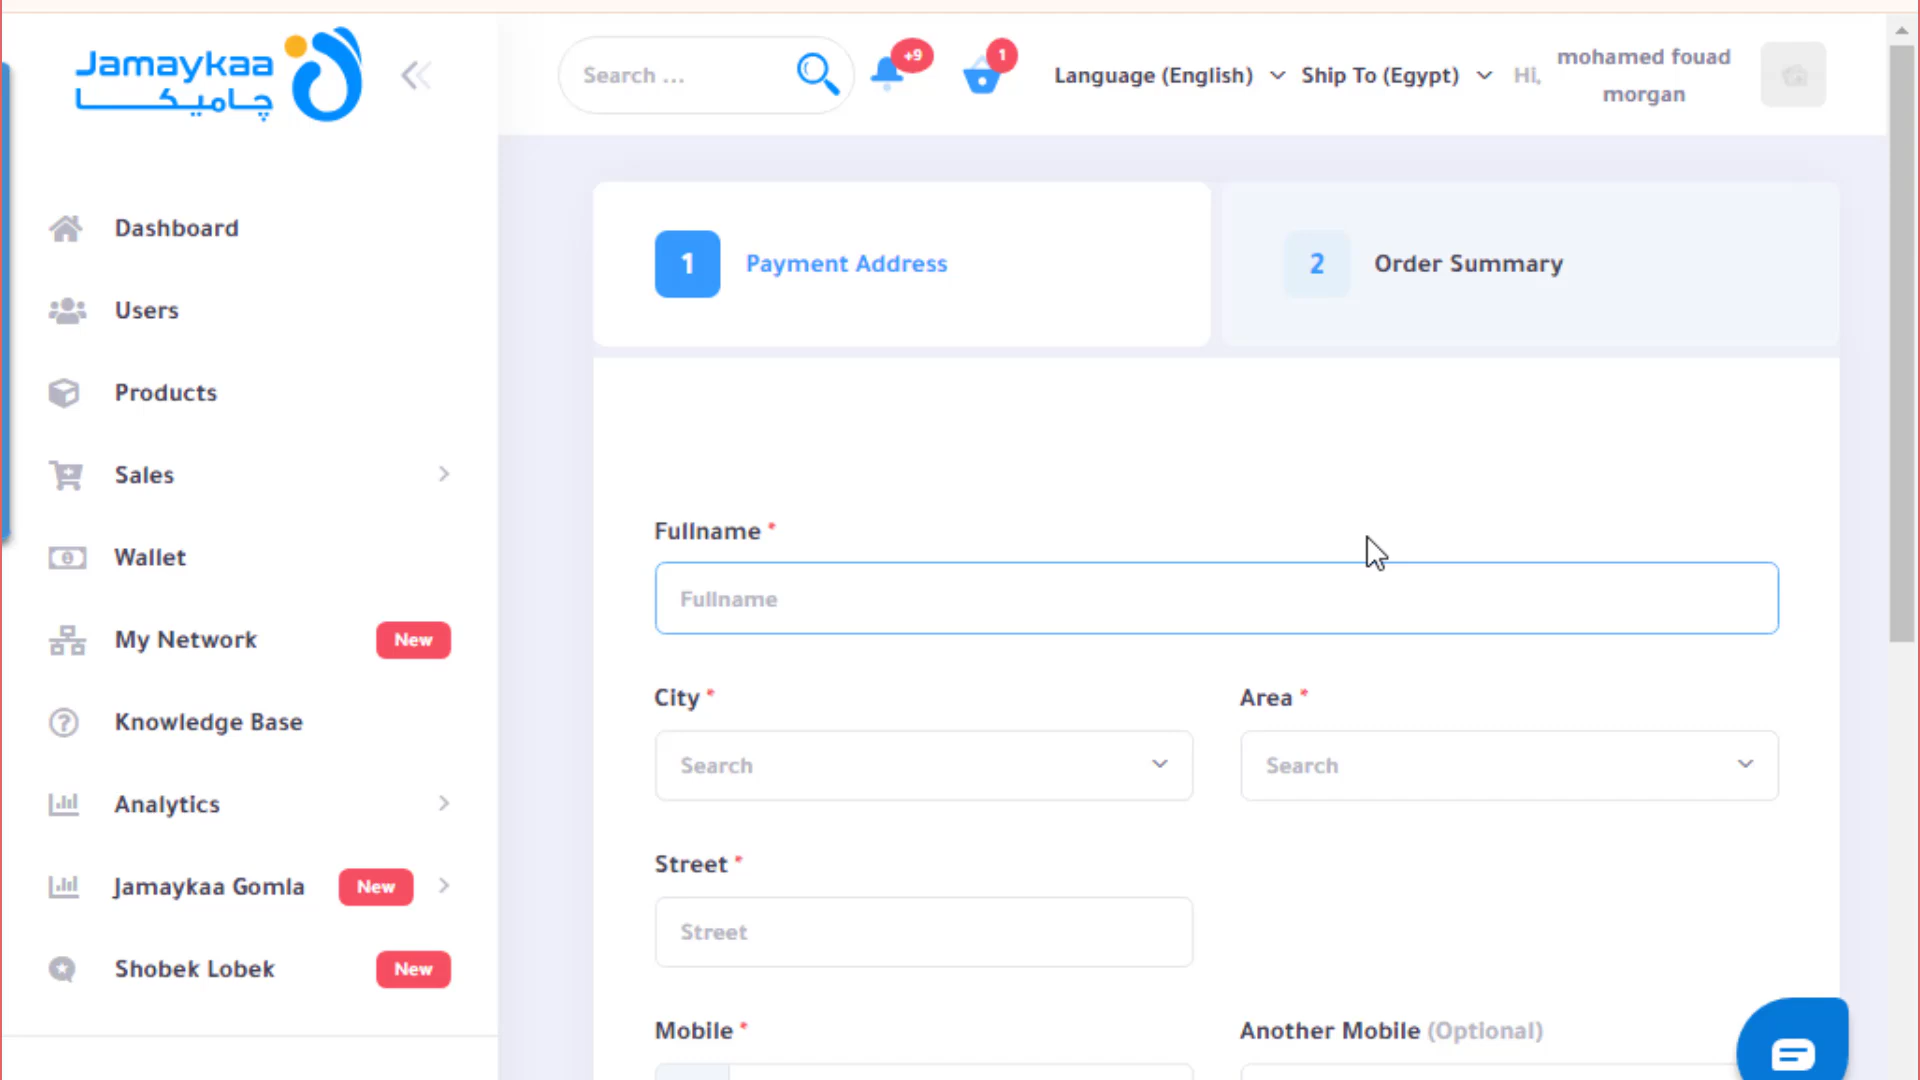 Jamaykaa
چاميكا
Search ...
+9
1
Language (English)
Ship To (Egypt)
Hi,
mohamed fouad
morgan
Dashboard
Users
Products
Sales
Wallet
My Network
New
Knowledge Base
Analytics
Jamaykaa Gomla
New
Shobek Lobek
New
1
Payment Address
2
Order Summary
Fullname *
Fullname
City *
Area *
Search
Search
Street *
Street
Mobile *
Another Mobile (Optional)